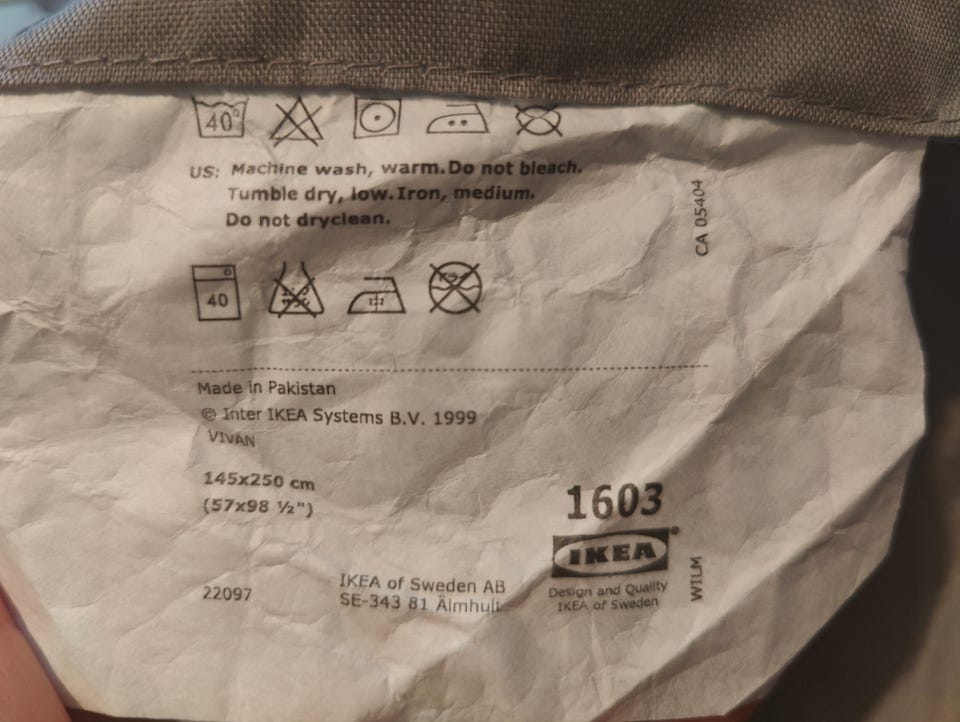 40°
US: Machine wash, warm.Do not bleach.
Tumble dry, low.Iron, medium.
Do not dryclean.
CA 05404
40
中
Made in Pakistan
© Inter IKEA Systems B.V. 1999
VIVAN
145x250 cm
(57x98 ½")
22097
IKEA of Sweden AB
SE-343 81 Älmhult
1603
IKEA®
Design and Quality
IKEA of Sweden
WILM